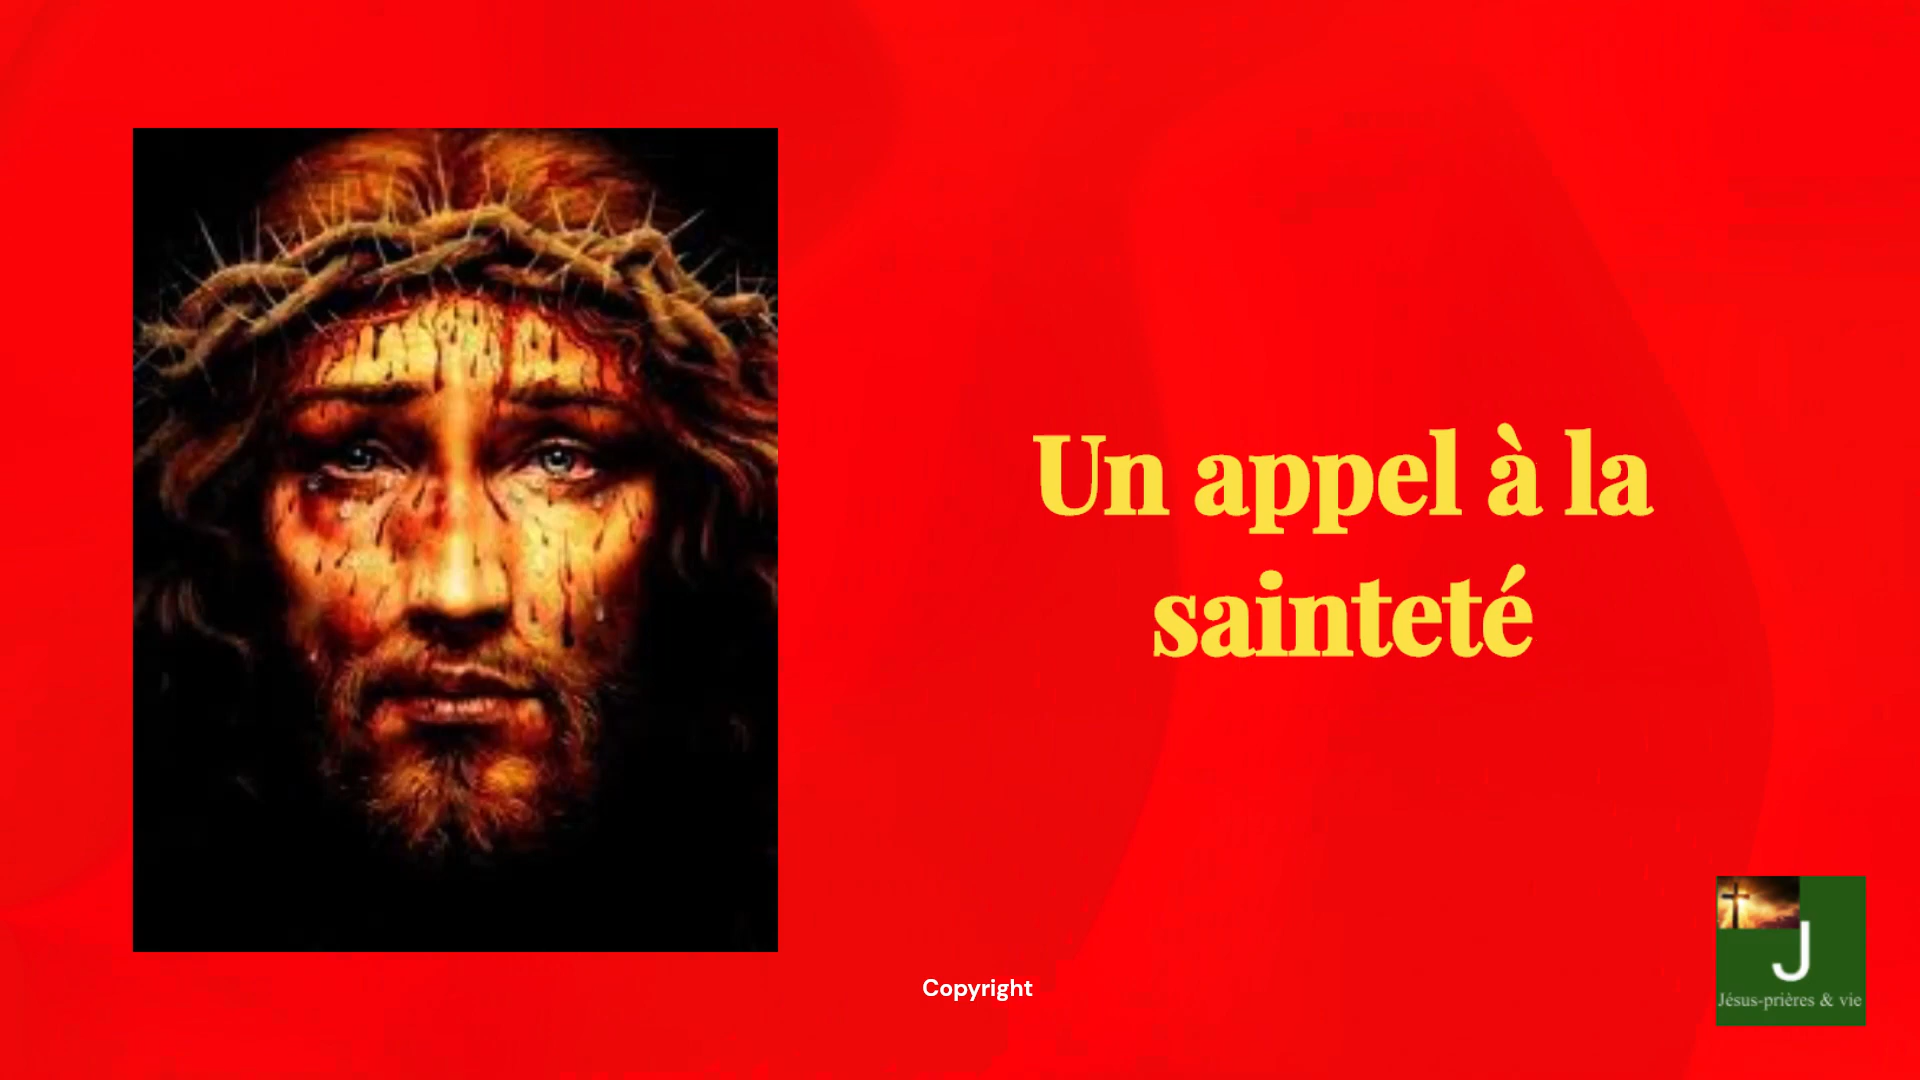 Un appel à la
sainteté
Copyright
J
Jésus-prières & vie